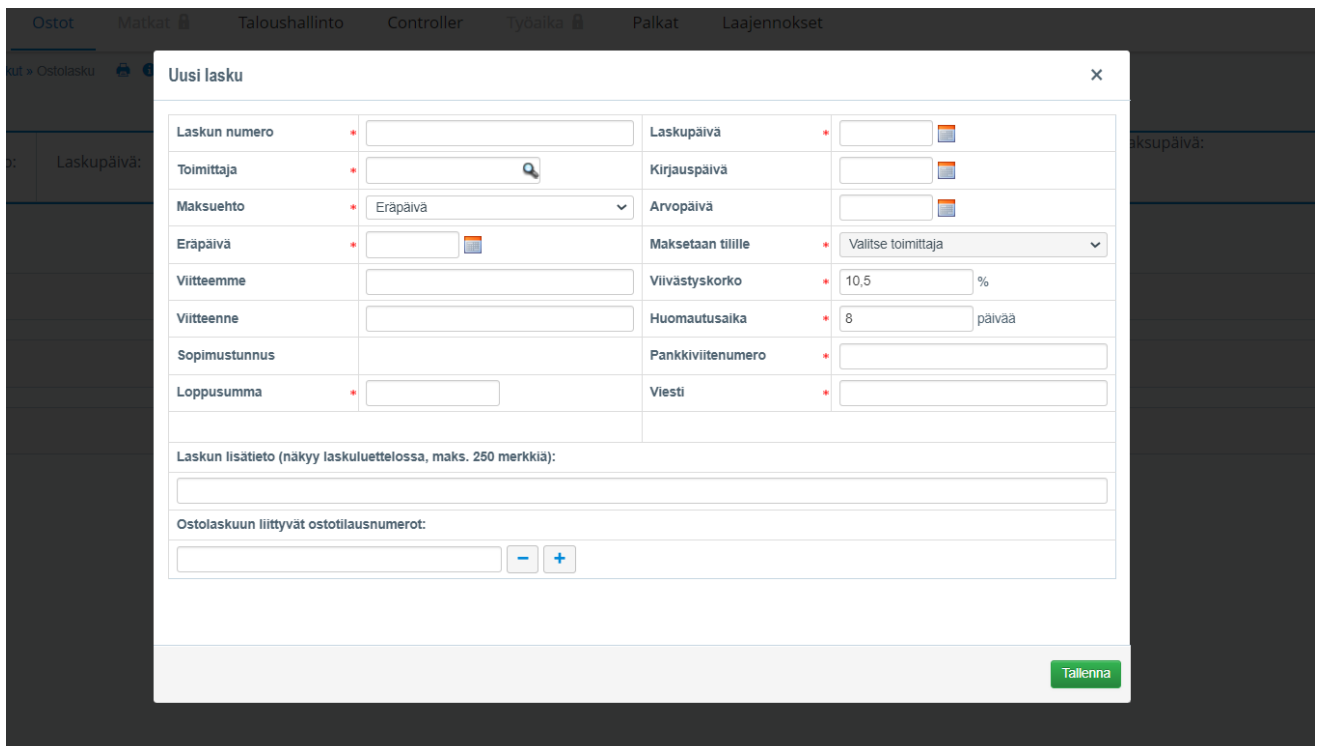 Ostot Matkat Taloushallinto Controller Työaika Palkat Laajennokset
kut » Ostolasku
Uusi lasku
Laskun numero * Laskupäivä *
o: Laskupäivä: aksupäivä:
Toimittaja * Kirjauspäivä
Maksuehto * Eräpäivä Arvopäivä
Eräpäivä * Maksetaan tilille * Valitse toimittaja
Viitteemme Viivästyskorko * 10,5 %
Viitteenne Huomautusaika * 8 päivää
Sopimustunnus Pankkiviitenumero *
Loppusumma * Viesti *
Laskun lisätieto (näkyy laskuluettelossa, maks. 250 merkkiä):
Ostolaskuun liittyvät ostotilausnumerot:
Tallenna